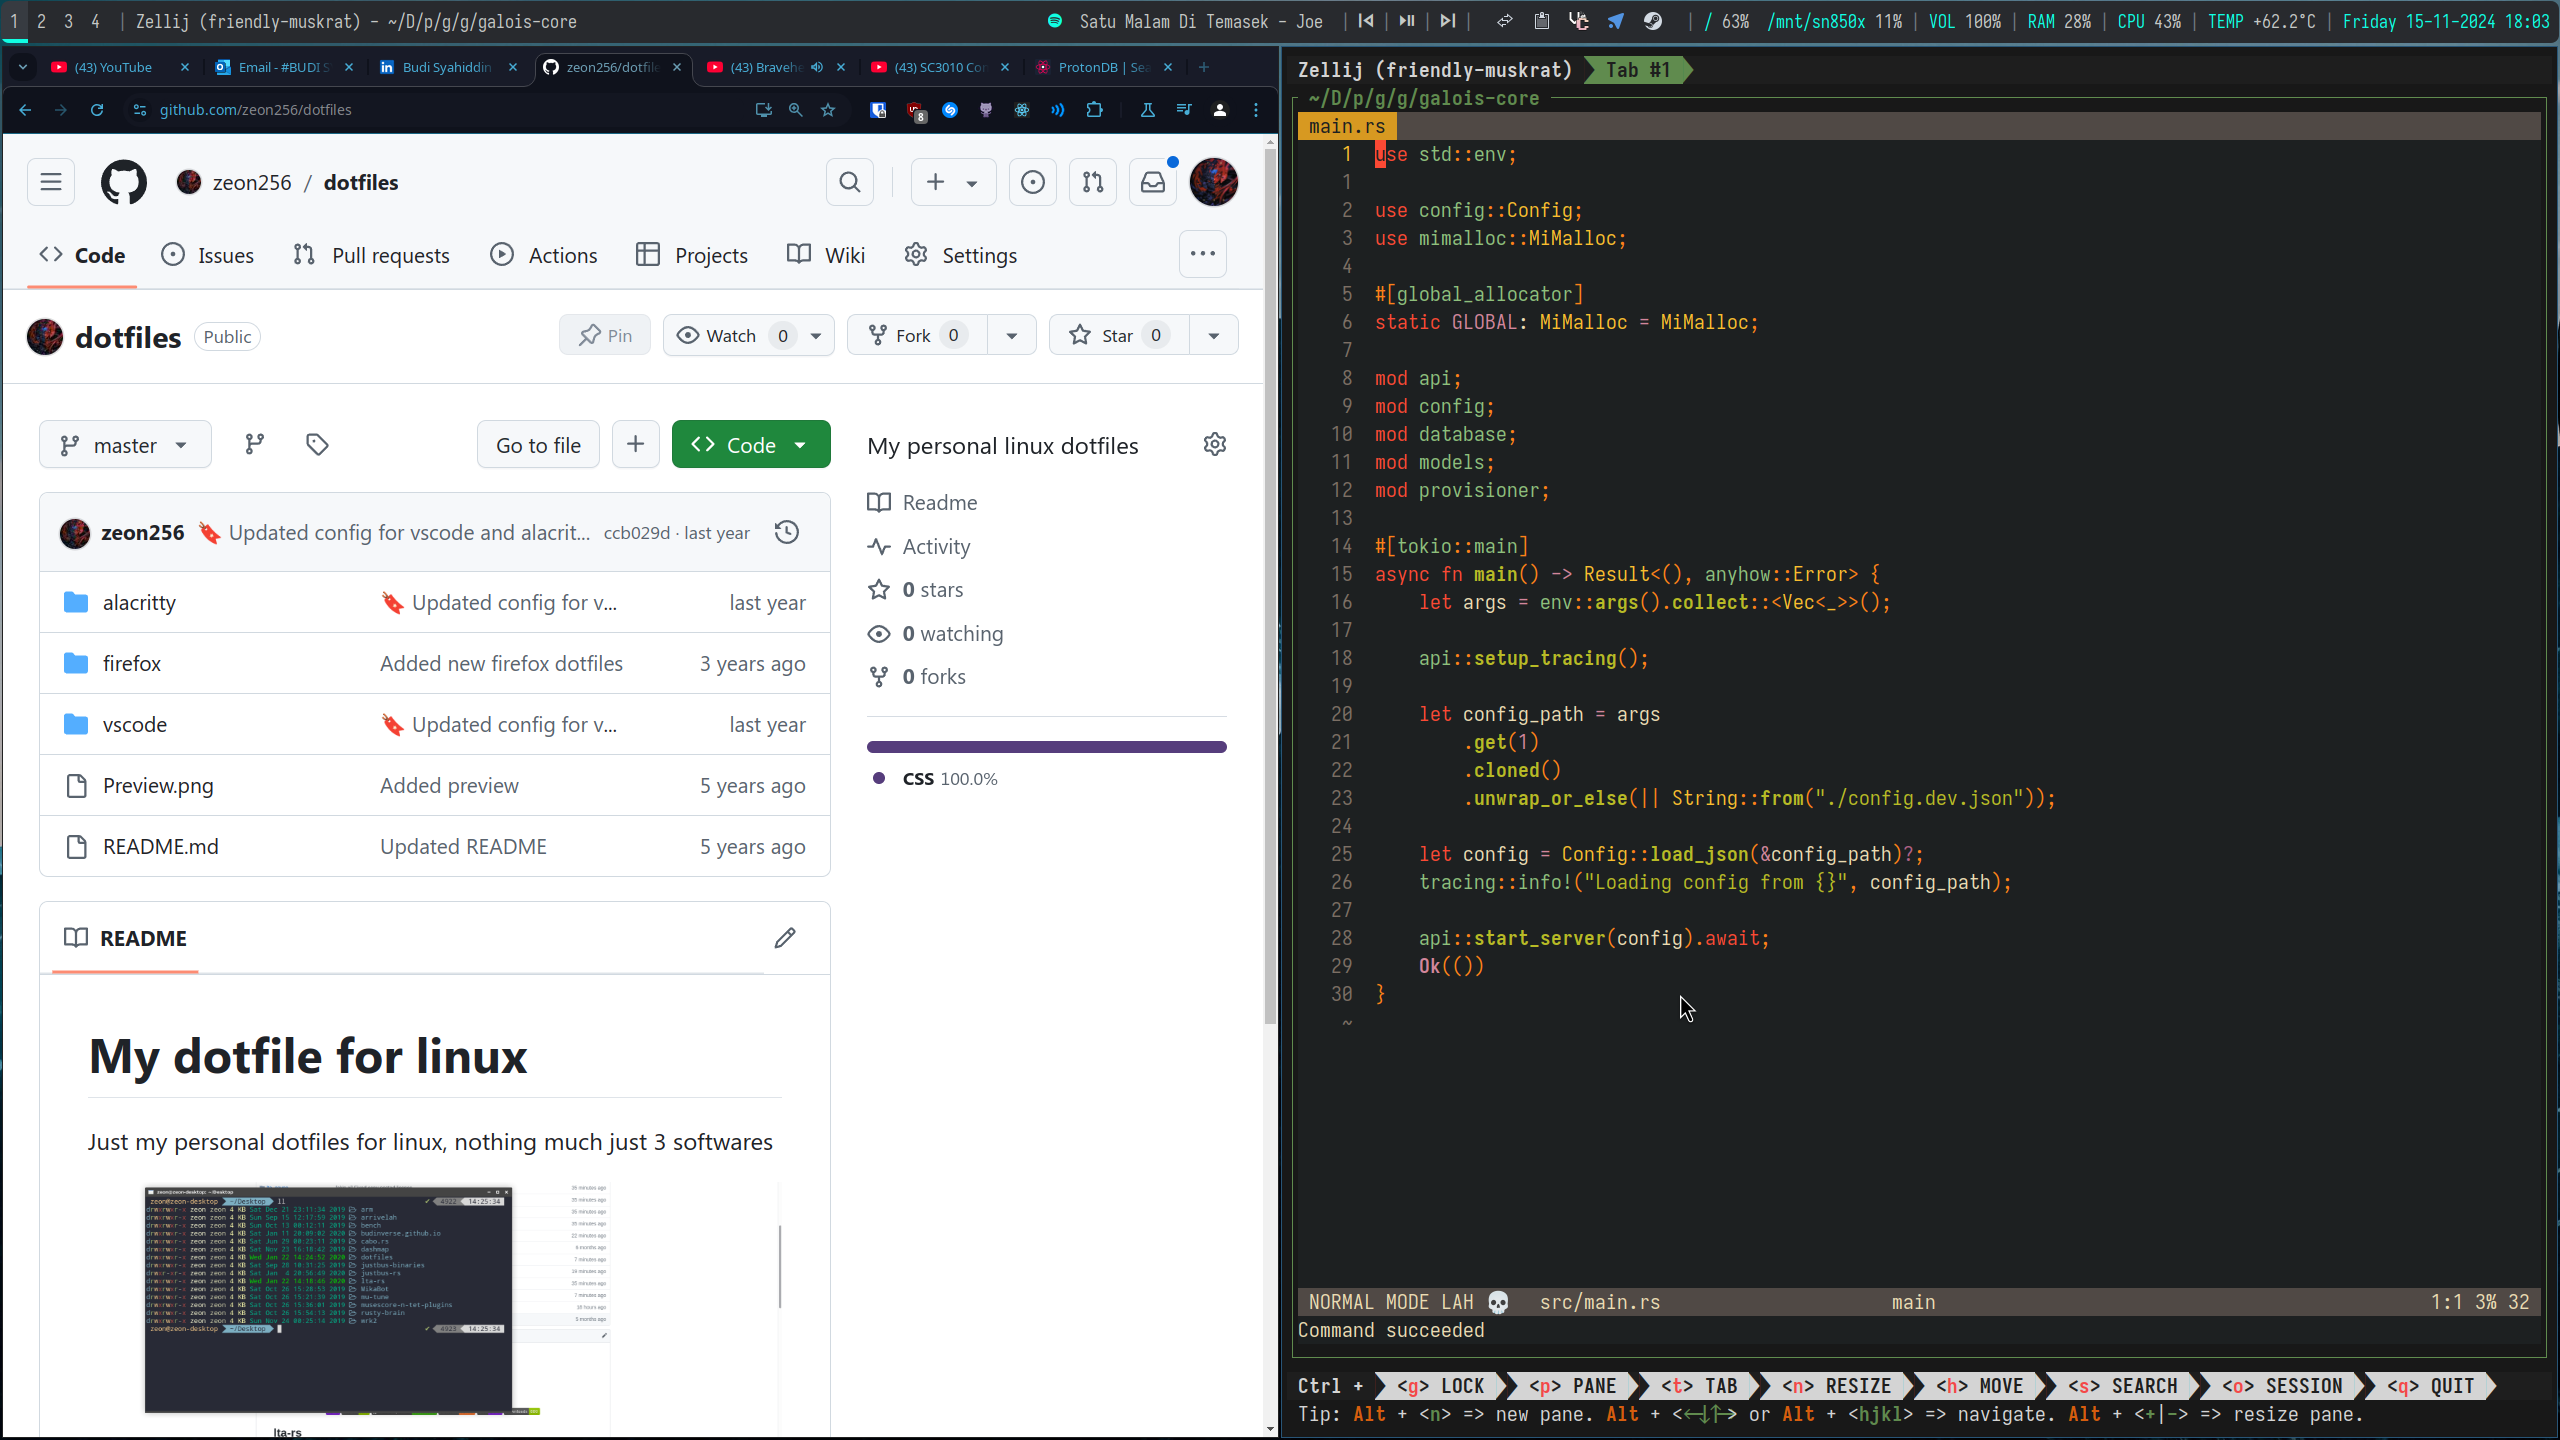 1 2 3 4 | Zellij (friendly-muskrat) - ~/D/p/g/g/galois-core
Satu Malam Di Temasek - Joe
/ 63% /mnt/sn850x 11% | VOL 100% | RAM 28% | CPU 43% | TEMP +62.2°C | Friday 15-11-2024 18:03
(43) YouTube
Email - #BUDI S
Budi Syahiddin
zeon256/dotfile
(43) Bravehe
(43) SC3010 Con
ProtonDB | Sea
github.com/zeon256/dotfiles
8
zeon256 / dotfiles
Code Issues Pull requests Actions Projects Wiki Settings
dotfiles Public
Pin Watch 0 Fork 0 Star 0
master Go to file Code
zeon256 Updated config for vscode and alacrit... ccb029d · last year
alacritty Updated config for v... last year
firefox Added new firefox dotfiles 3 years ago
vscode Updated config for v... last year
Preview.png Added preview 5 years ago
README.md Updated README 5 years ago
My personal linux dotfiles
Readme
Activity
0 stars
0 watching
0 forks
CSS 100.0%
README
My dotfile for linux
Just my personal dotfiles for linux, nothing much just 3 softwares
lta-rs
Zellij (friendly-muskrat) Tab #1
~/D/p/g/g/galois-core
main.rs
1 use std::env;
1
2 use config::Config;
3 use mimalloc::MiMalloc;
4
5 #[global_allocator]
6 static GLOBAL: MiMalloc = MiMalloc;
7
8 mod api;
9 mod config;
10 mod database;
11 mod models;
12 mod provisioner;
13
14 #[tokio::main]
15 async fn main() -> Result<(), anyhow::Error> {
16 let args = env::args().collect::<Vec<_>>();
17
18 api::setup_tracing();
19
20 let config_path = args
21 .get(1)
22 .cloned()
23 .unwrap_or_else(|| String::from("./config.dev.json"));
24
25 let config = Config::load_json(&config_path)?;
26 tracing::info!("Loading config from {}", config_path);
27
28 api::start_server(config).await;
29 Ok(())
30 }
~
NORMAL MODE LAH 💀 src/main.rs main 1:1 3% 32
Command succeeded
Ctrl + <g> LOCK <p> PANE <t> TAB <n> RESIZE <h> MOVE <s> SEARCH <o> SESSION <q> QUIT
Tip: Alt + <n> => new pane. Alt + <←↓↑→> or Alt + <hjkl> => navigate. Alt + <+|-> => resize pane.